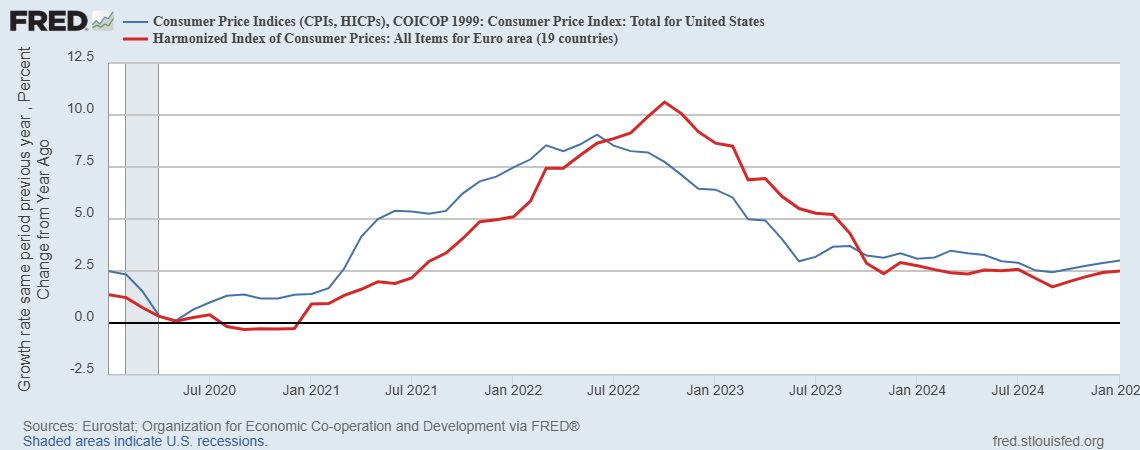 FRED
Consumer Price Indices (CPIs, HICPs), COICOP 1999: Consumer Price Index: Total for United States
Harmonized Index of Consumer Prices: All Items for Euro area (19 countries)
Growth rate same period previous year , Percent
Change from Year Ago
12.5
10.0
7.5
5.0
2.5
0.0
-2.5
Jul 2020
Jan 2021
Jul 2021
Jan 2022
Jul 2022
Jan 2023
Jul 2023
Jan 2024
Jul 2024
Jan 202
Sources: Eurostat; Organization for Economic Co-operation and Development via FRED®
Shaded areas indicate U.S. recessions.
fred.stlouisfed.org